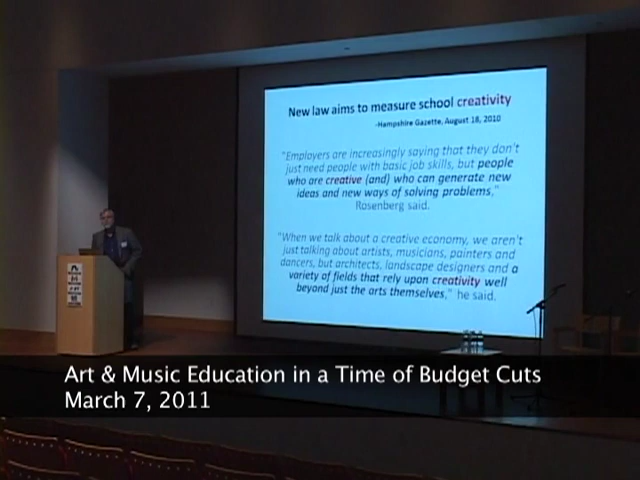 New law aims to measure school creativity
-Hampshire Gazette, August 18, 2010
"Employers are increasingly saying that they don't
just need people with basic job skills, but people
who are creative (and) who can generate new
ideas and new ways of solving problems,"
Rosenberg said.
"When we talk about a creative economy, we aren't
just talking about artists, musicians, painters and
dancers, but architects, landscape designers and a
variety of fields that rely upon creativity well
beyond just the arts themselves," he said.
Art & Music Education in a Time of Budget Cuts
March 7, 2011